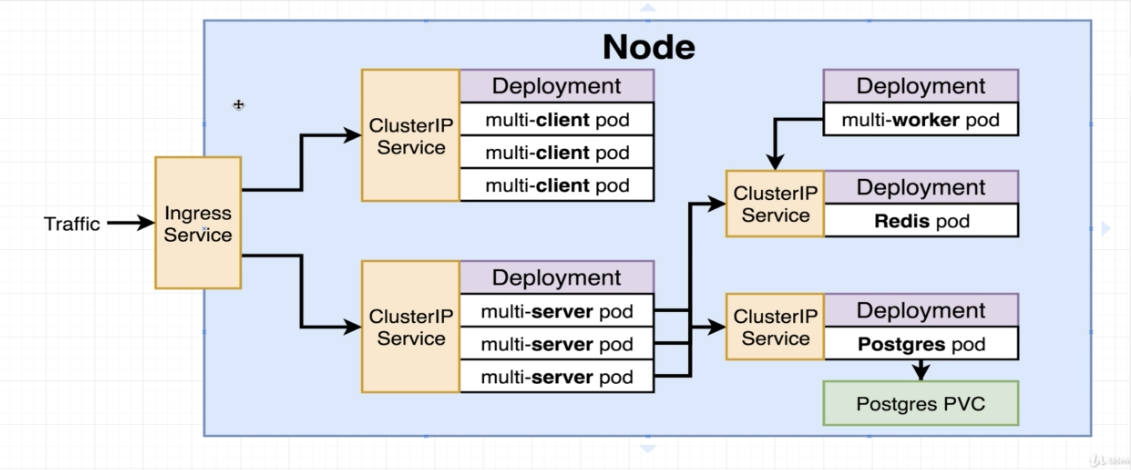 Node
Traffic
Ingress
Service
ClusterIP
Service
Deployment
multi-client pod
multi-client pod
multi-client pod
ClusterIP
Service
Deployment
multi-server pod
multi-server pod
multi-server pod
Deployment
multi-worker pod
ClusterIP
Service
Deployment
Redis pod
ClusterIP
Service
Deployment
Postgres pod
Postgres PVC